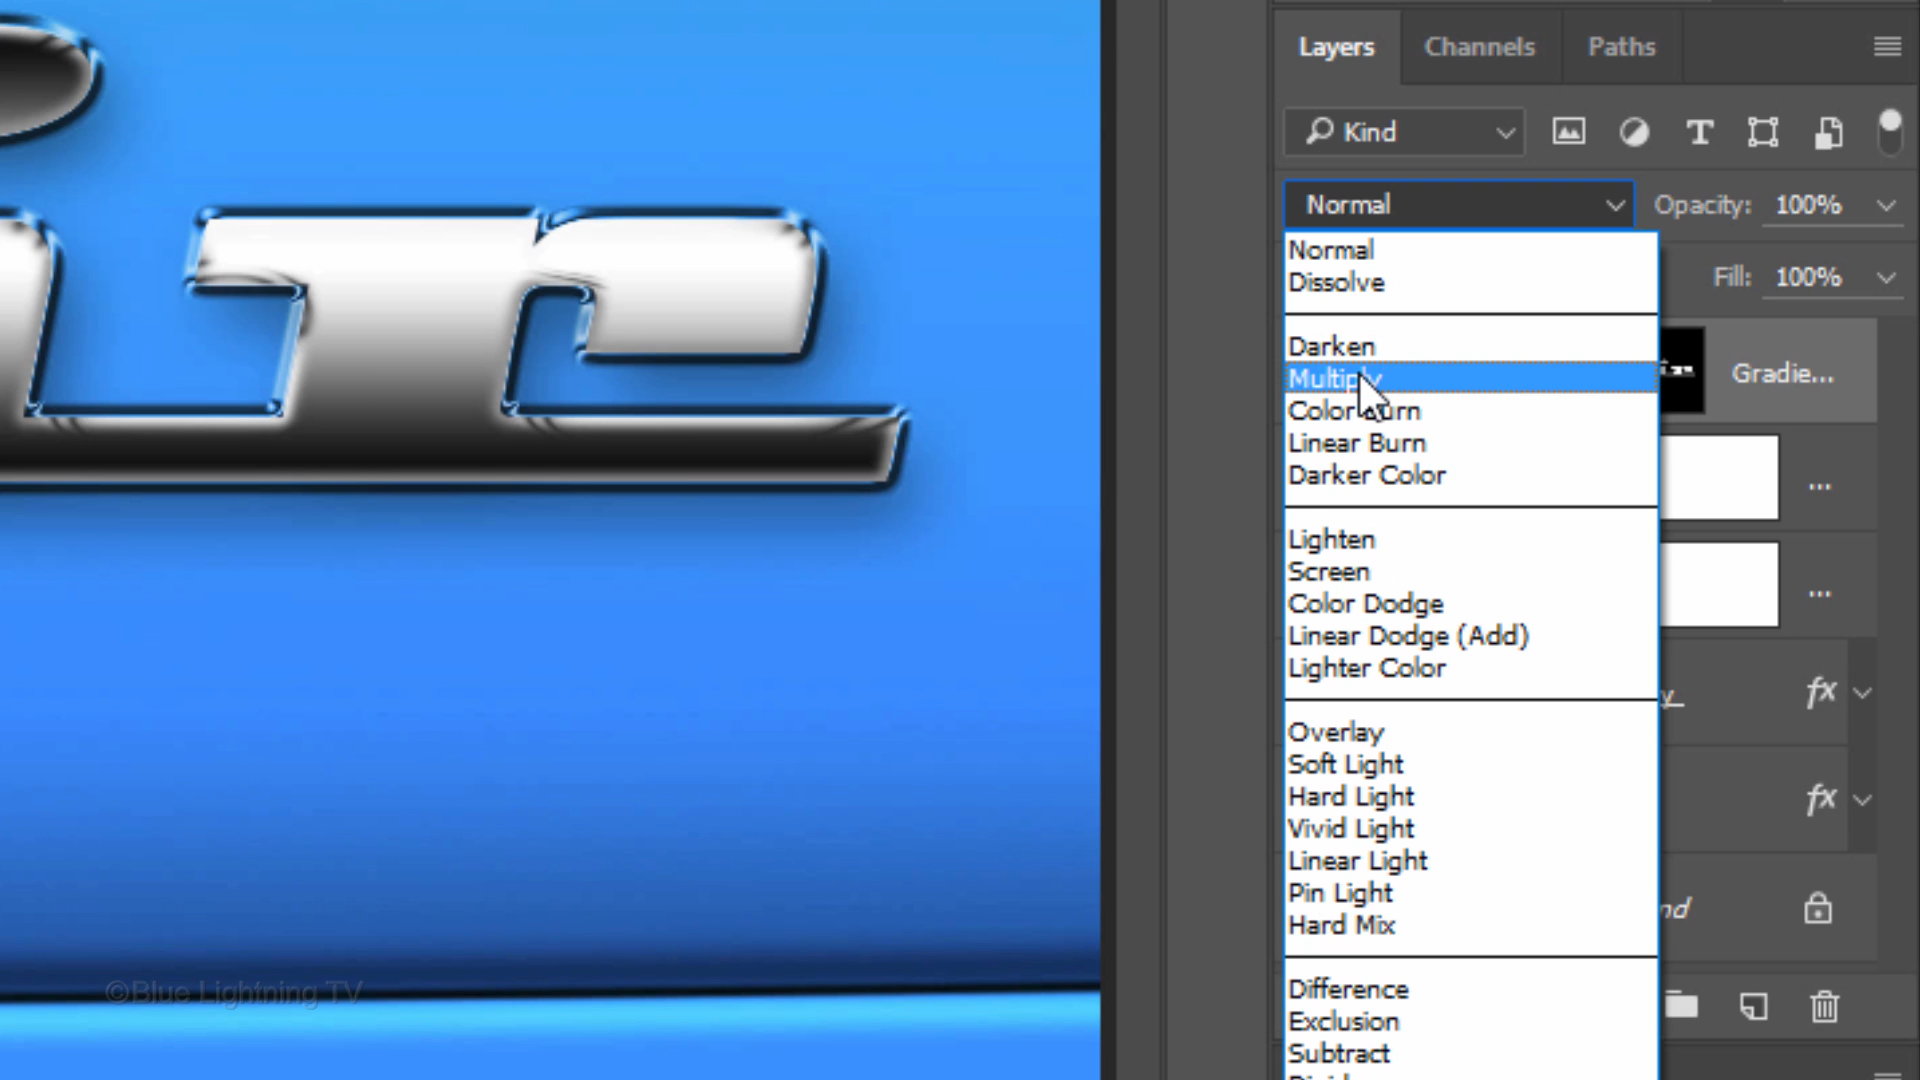 Layers Channels Paths
Kind
Normal Opacity: 100%
Fill: 100%
Normal
Dissolve
Darken
Multiply
Color Burn
Linear Burn
Darker Color
Lighten
Screen
Color Dodge
Linear Dodge (Add)
Lighter Color
Overlay
Soft Light
Hard Light
Vivid Light
Linear Light
Pin Light
Hard Mix
Difference
Exclusion
Subtract
Gradie...
...
...
fx
fx
©Blue Lightning TV